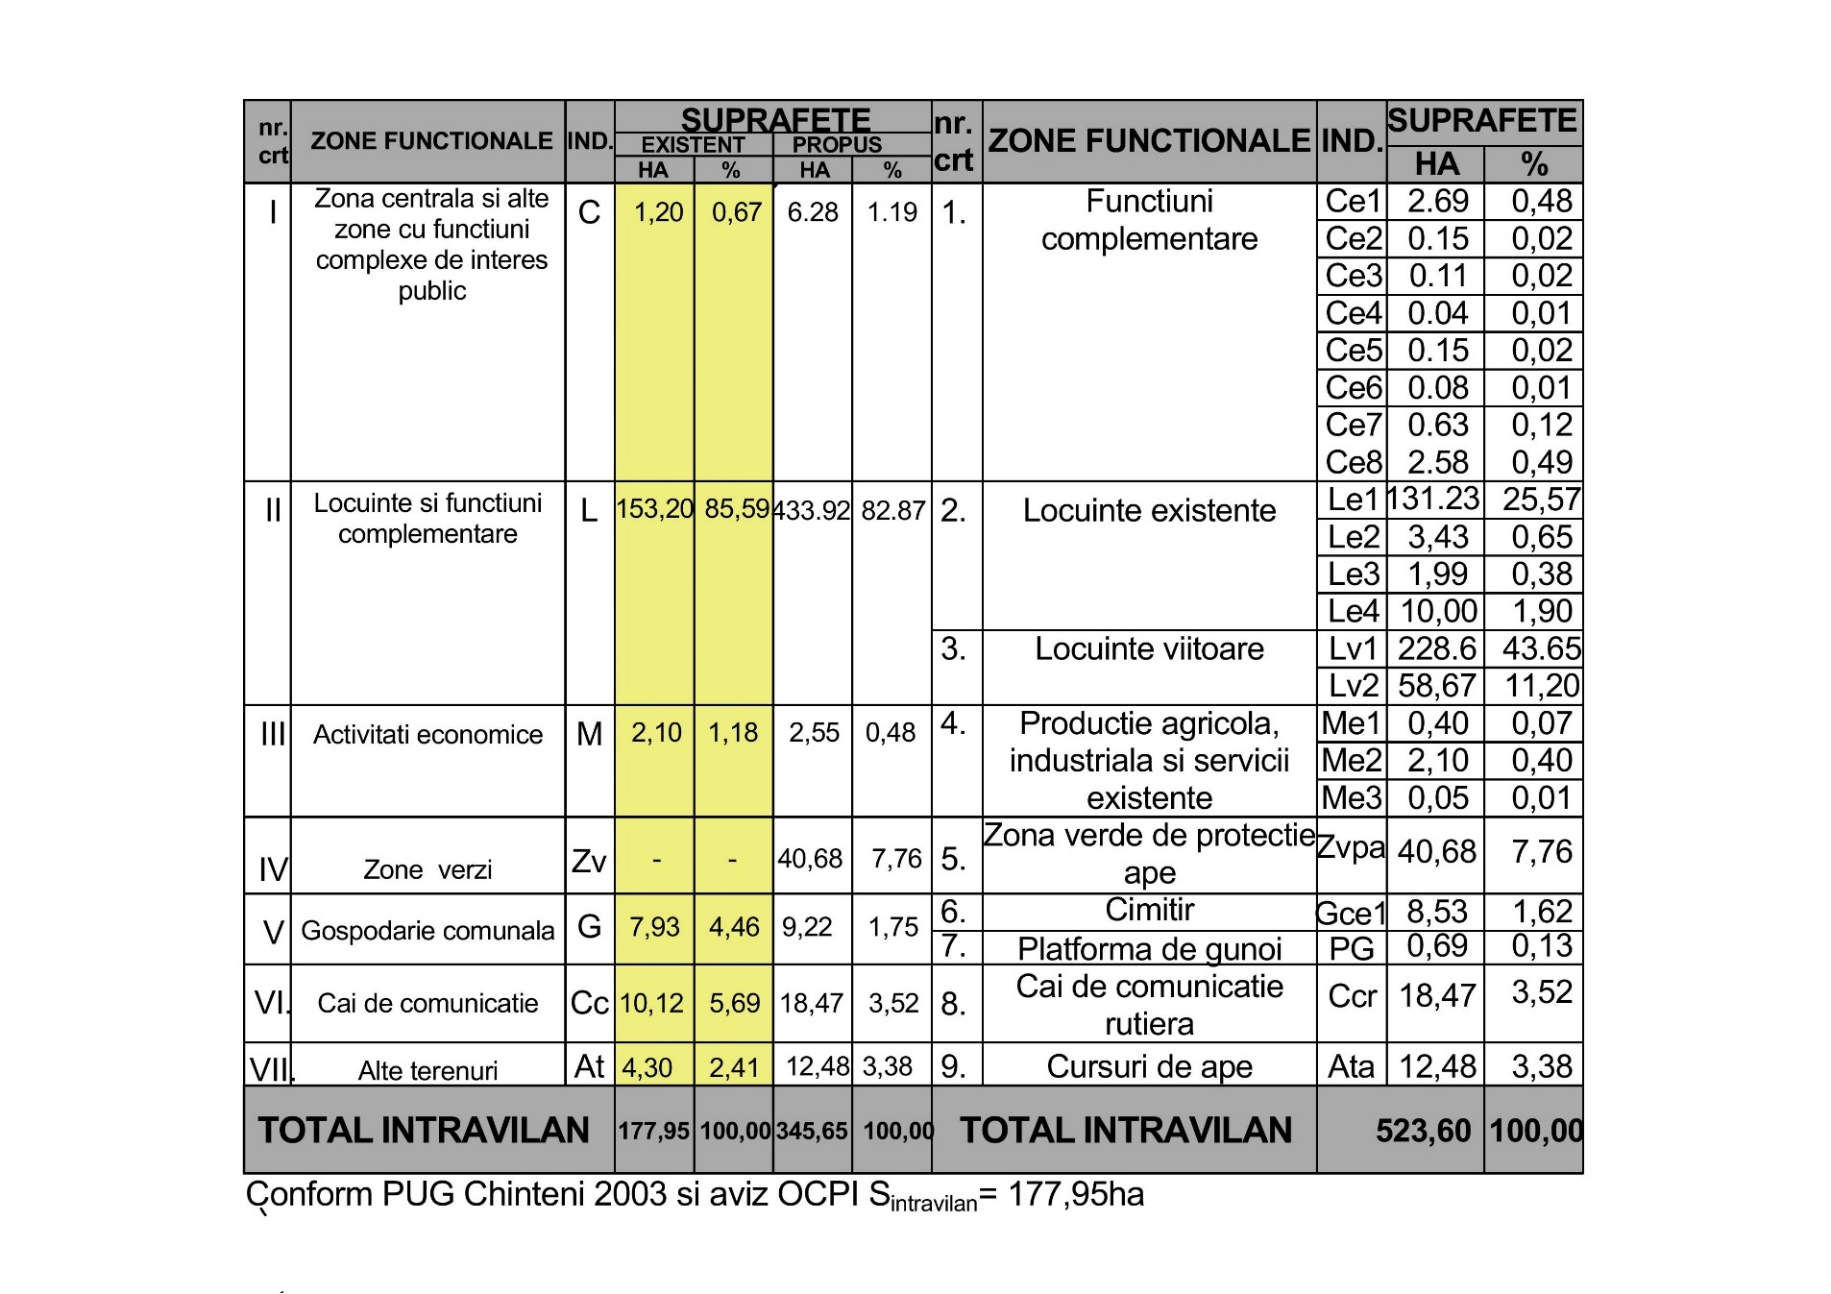 nr. crt ZONE FUNCTIONALE IND. SUPRAFETE nr. crt ZONE FUNCTIONALE IND. SUPRAFETE
EXISTENT PROPUS
HA % HA % HA %
I Zona centrala si alte C 1,20 0,67 6.28 1.19 1. Functiuni Ce1 2.69 0,48
zone cu functiuni complementare Ce2 0.15 0,02
complexe de interes Ce3 0.11 0,02
public Ce4 0.04 0,01
Ce5 0.15 0,02
Ce6 0.08 0,01
Ce7 0.63 0,12
Ce8 2.58 0,49
II Locuinte si functiuni L 153,20 85,59 433.92 82.87 2. Locuinte existente Le1 131.23 25,57
complementare Le2 3,43 0,65
Le3 1,99 0,38
Le4 10,00 1,90
3. Locuinte viitoare Lv1 228.6 43.65
Lv2 58,67 11,20
III Activitati economice M 2,10 1,18 2,55 0,48 4. Productie agricola, Me1 0,40 0,07
industriala si servicii Me2 2,10 0,40
existente Me3 0,05 0,01
IV Zone verzi Zv - - 40,68 7,76 5. Zona verde de protectie Zvpa 40,68 7,76
ape
V Gospodarie comunala G 7,93 4,46 9,22 1,75 6. Cimitir Gce1 8,53 1,62
7. Platforma de gunoi PG 0,69 0,13
VI. Cai de comunicatie Cc 10,12 5,69 18,47 3,52 8. Cai de comunicatie Ccr 18,47 3,52
rutiera
VII. Alte terenuri At 4,30 2,41 12,48 3,38 9. Cursuri de ape Ata 12,48 3,38
TOTAL INTRAVILAN 177,95 100,00 345,65 100,00 TOTAL INTRAVILAN 523,60 100,00
Conform PUG Chinteni 2003 si aviz OCPI Sintravilan= 177,95ha